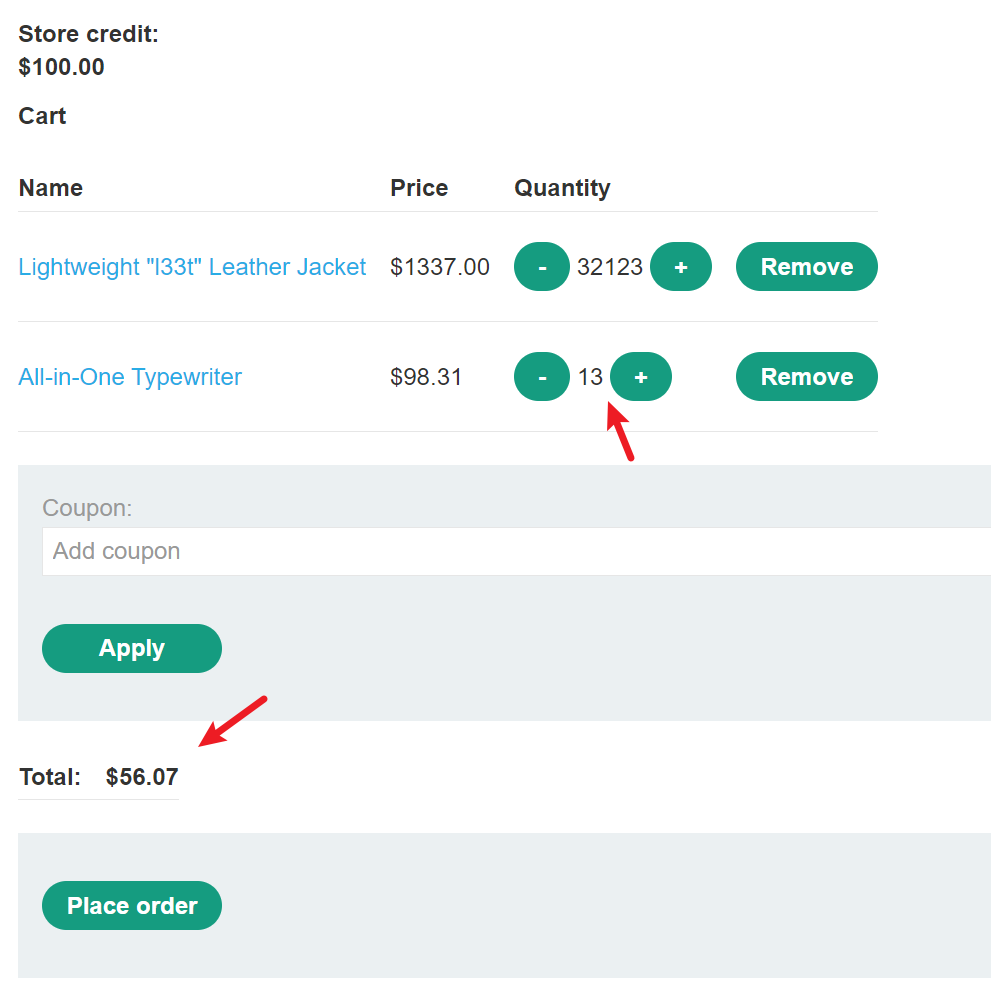 Store credit:
$100.00
Cart
Name Price Quantity
Lightweight "l33t" Leather Jacket $1337.00 - 32123 + Remove
All-in-One Typewriter $98.31 - 13 + Remove
Coupon:
Add coupon
Apply
Total: $56.07
Place order